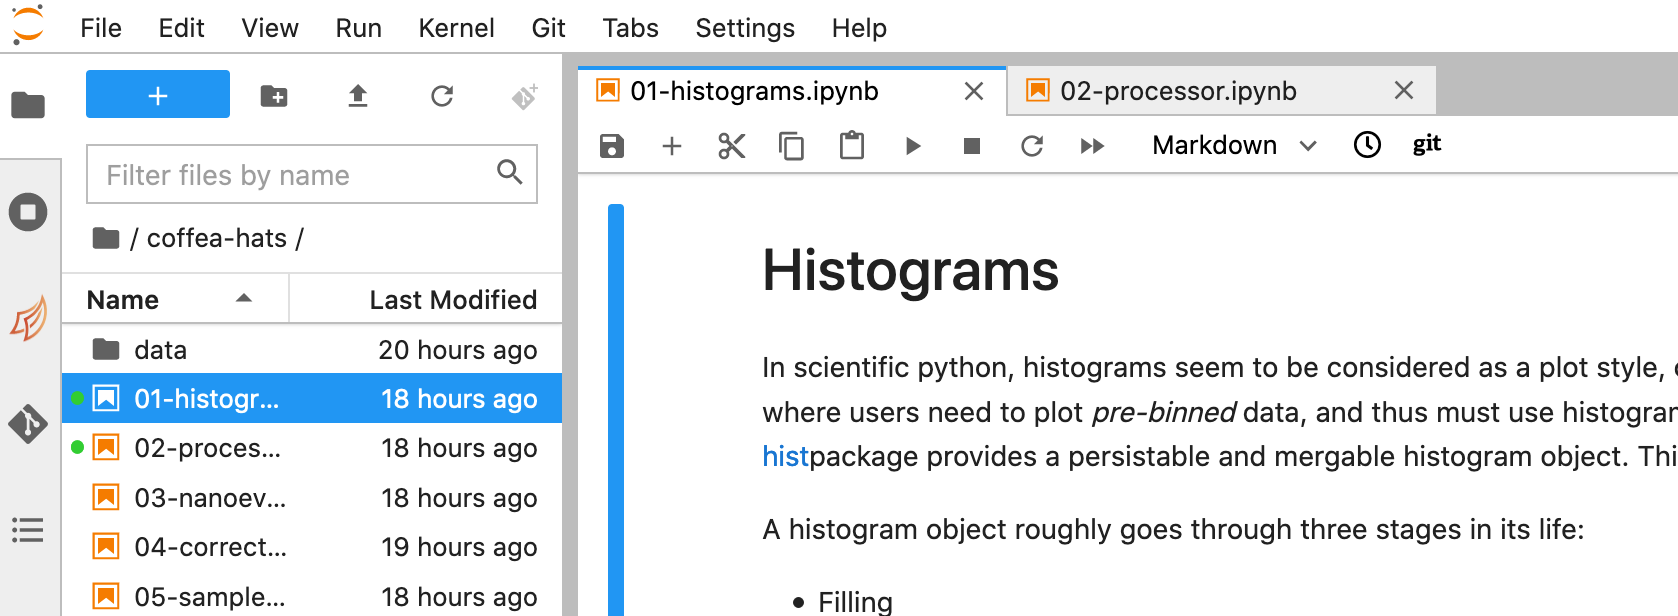 File Edit View Run Kernel Git Tabs Settings Help
01-histograms.ipynb
02-processor.ipynb
Filter files by name
Markdown
git
/ coffea-hats /
Name Last Modified
data 20 hours ago
01-histogr... 18 hours ago
02-proces... 18 hours ago
03-nanoev... 18 hours ago
04-correct... 19 hours ago
05-sample... 18 hours ago
Histograms
In scientific python, histograms seem to be considered as a plot style,
where users need to plot pre-binned data, and thus must use histogran
histpackage provides a persistable and mergable histogram object. Thi
A histogram object roughly goes through three stages in its life:
• Filling